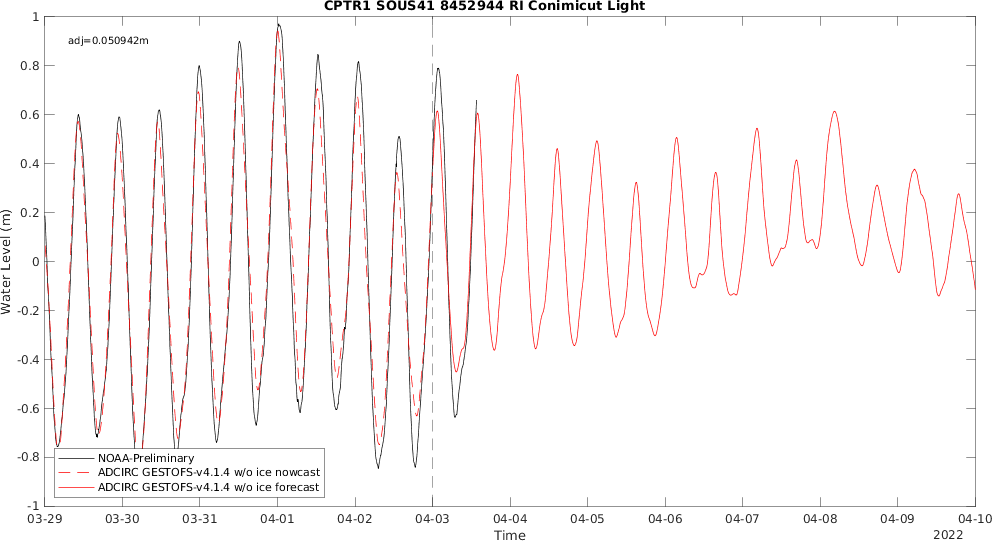 CPTR1 SOUS41 8452944 RI Conimicut Light
adj=0.050942m
Water Level (m)
1
0.8
0.6
0.4
0.2
0
-0.2
-0.4
-0.6
-0.8
-1
NOAA-Preliminary
ADCIRC GESTOFS-v4.1.4 w/o ice nowcast
ADCIRC GESTOFS-v4.1.4 w/o ice forecast
03-29 03-30 03-31 04-01 04-02 04-03 04-04 04-05 04-06 04-07 04-08 04-09 04-10
Time
2022